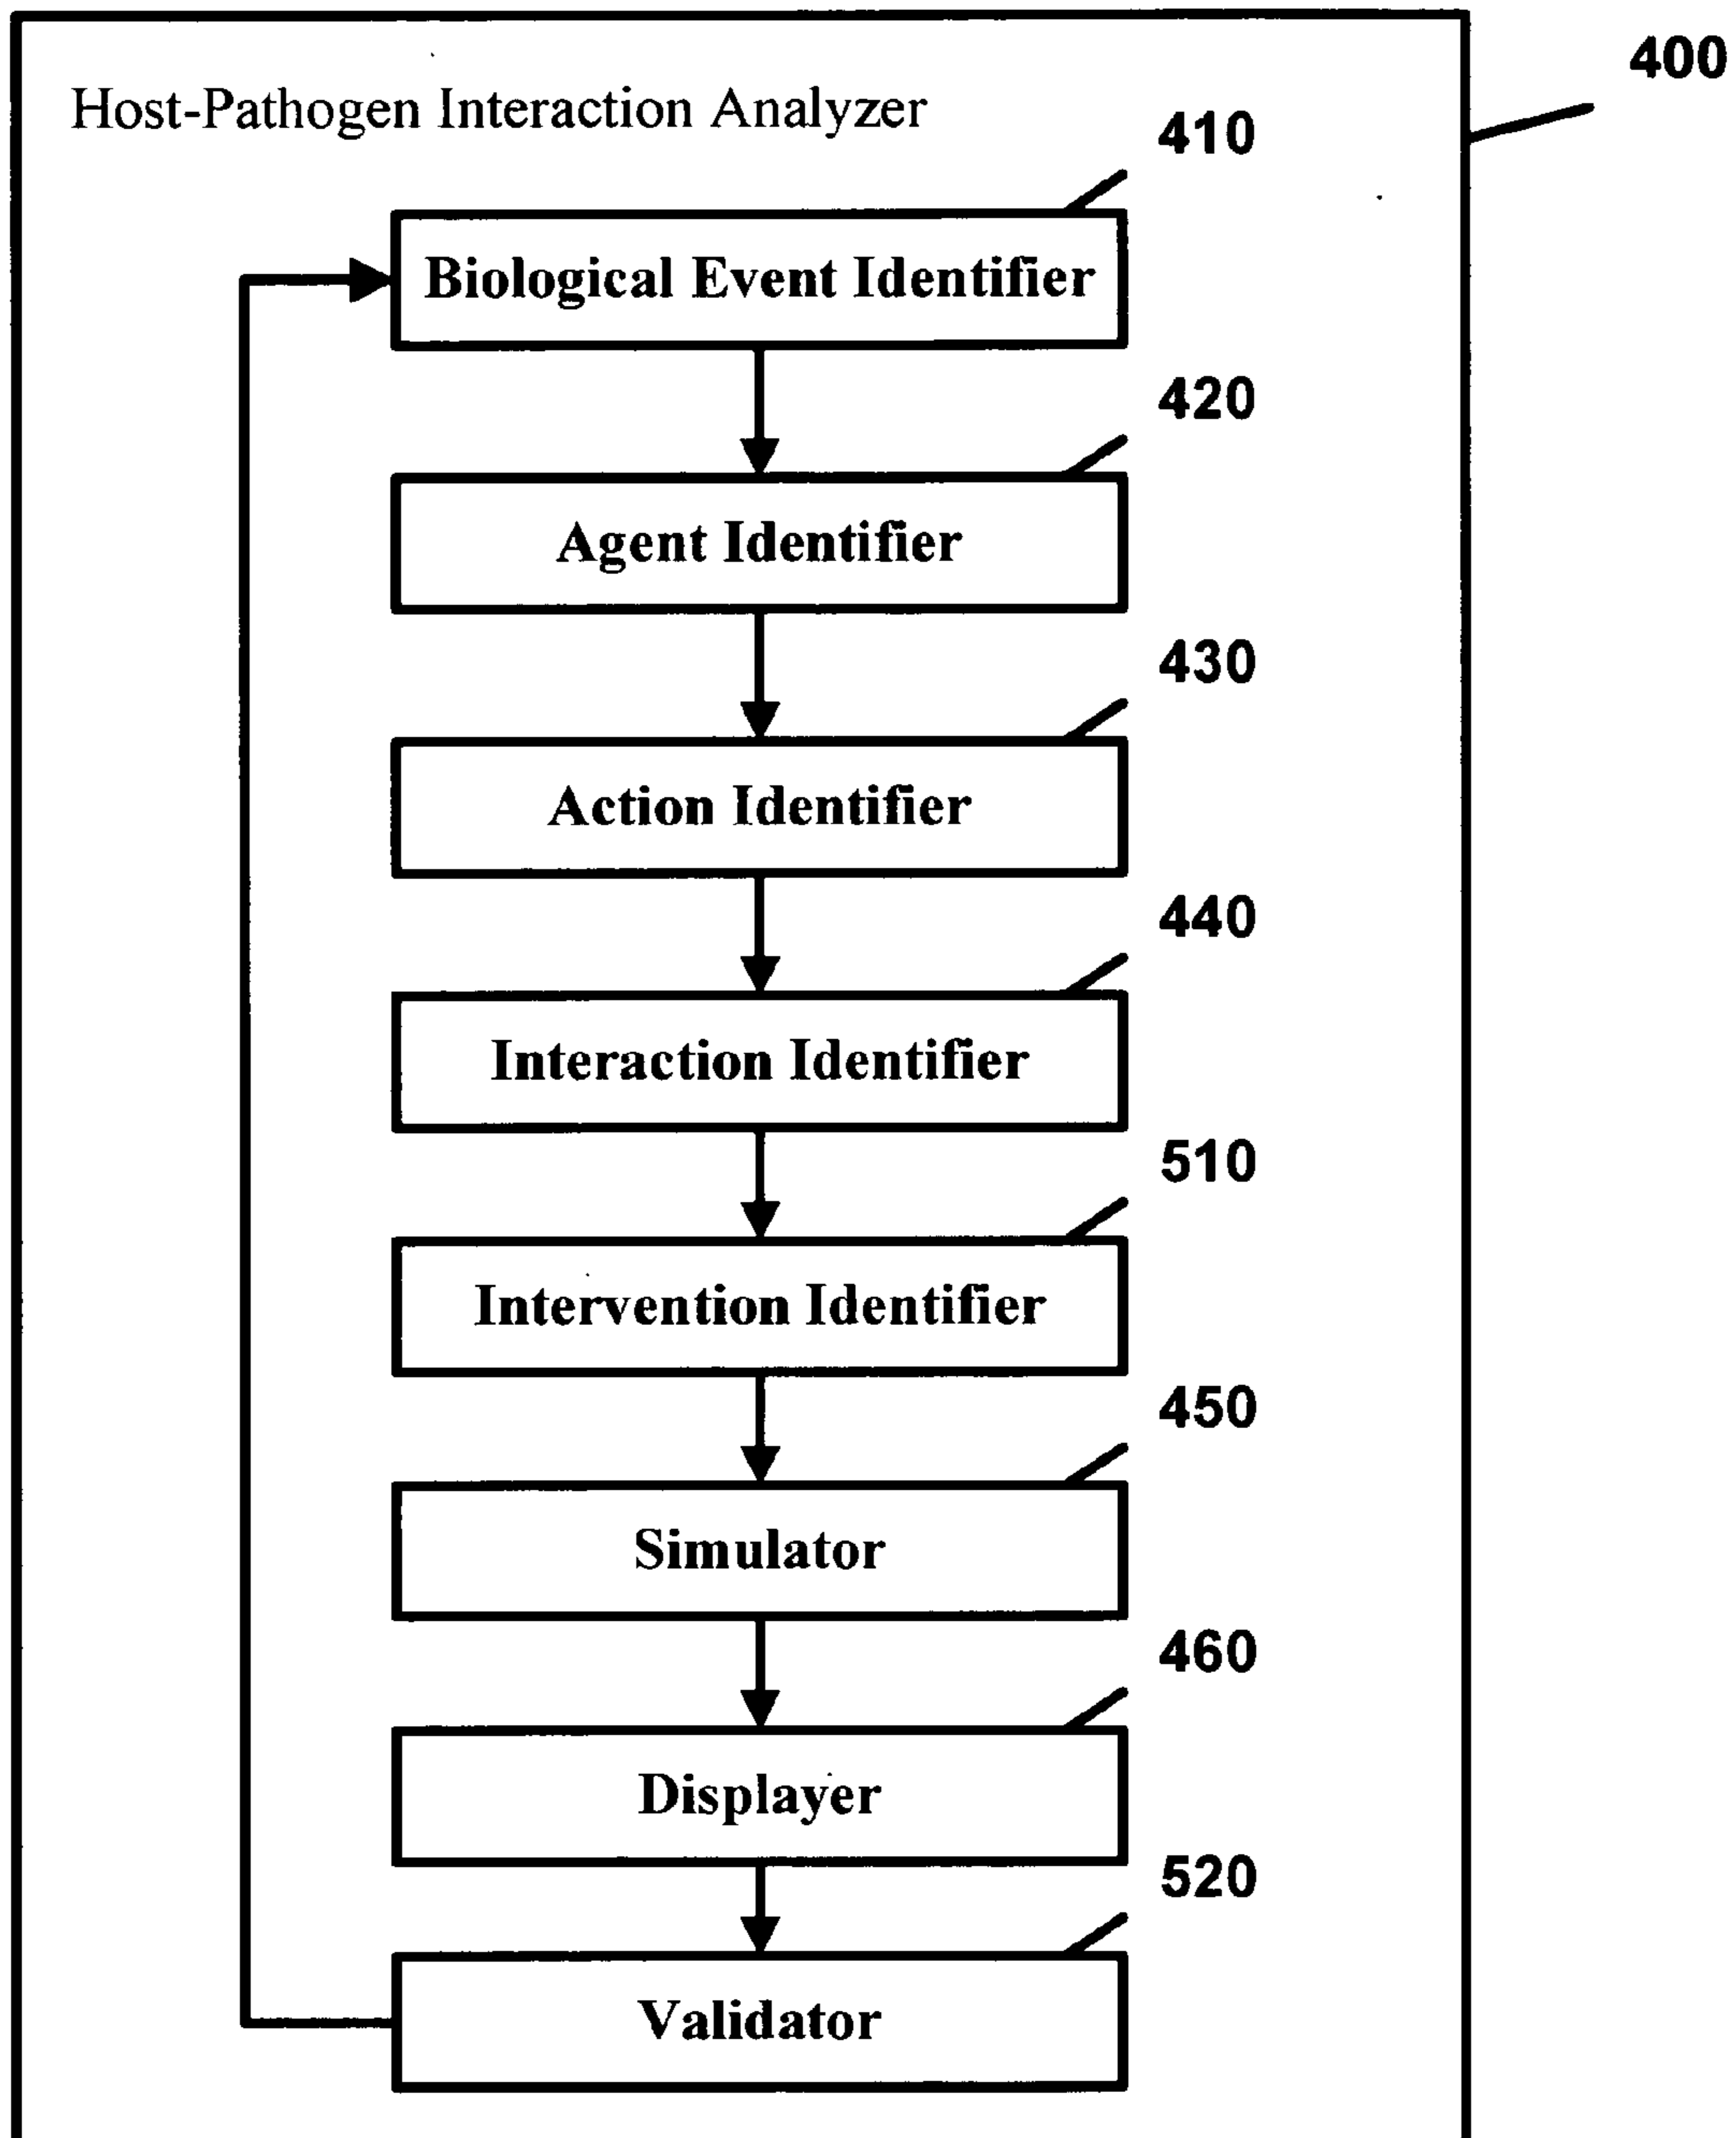 400
Host-Pathogen Interaction Analyzer
410
Biological Event Identifier
420
Agent Identifier
430
Action Identifier
440
Interaction Identifier
510
Intervention Identifier
450
Simulator
460
Displayer
520
Validator